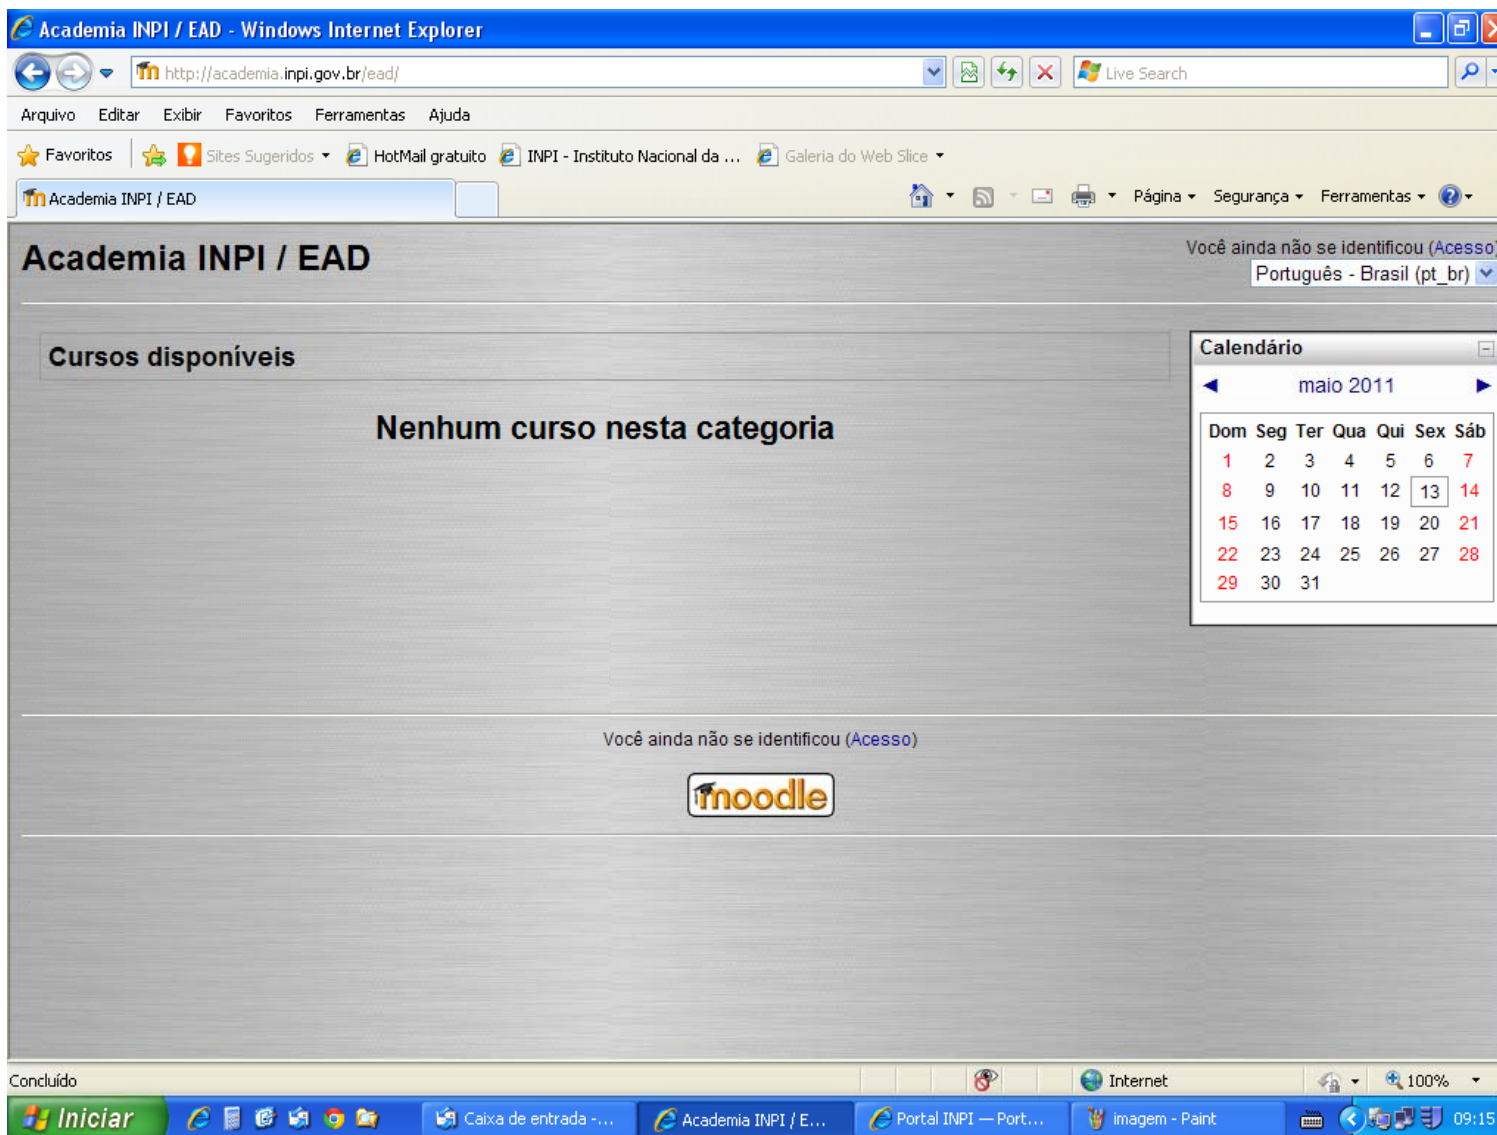 Academia INPI / EAD - Windows Internet Explorer
http://academia.inpi.gov.br/ead/
Live Search
Arquivo Editar Exibir Favoritos Ferramentas Ajuda
Favoritos Sites Sugeridos HotMail gratuito INPI - Instituto Nacional da ... Galeria do Web Slice
Academia INPI / EAD
Página Segurança Ferramentas
Academia INPI / EAD
Você ainda não se identificou (Acesso)
Português - Brasil (pt_br)
Cursos disponíveis
Nenhum curso nesta categoria
Calendário
maio 2011
Dom Seg Ter Qua Qui Sex Sáb
1 2 3 4 5 6 7
8 9 10 11 12 13 14
15 16 17 18 19 20 21
22 23 24 25 26 27 28
29 30 31
Você ainda não se identificou (Acesso)
moodle
Concluído
Internet
100%
Iniciar
Caixa de entrada -...
Academia INPI / E...
Portal INPI — Port...
imagem - Paint
09:15